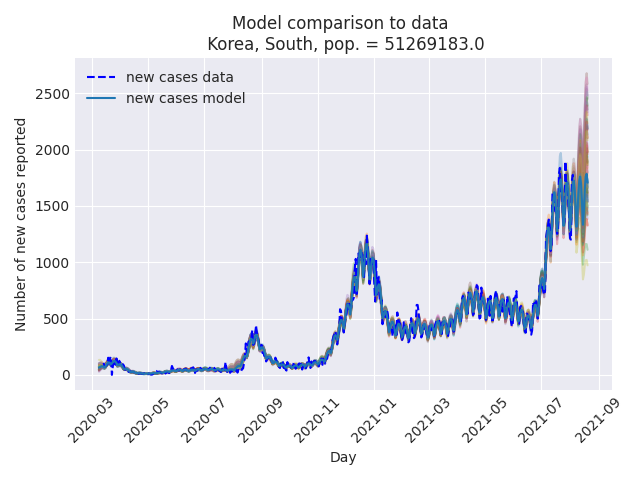 Model comparison to data
Korea, South, pop. = 51269183.0
new cases data
new cases model
Number of new cases reported
2500
2000
1500
1000
500
0
2020-03
2020-05
2020-07
2020-09
2020-11
2021-01
2021-03
2021-05
2021-07
2021-09
Day